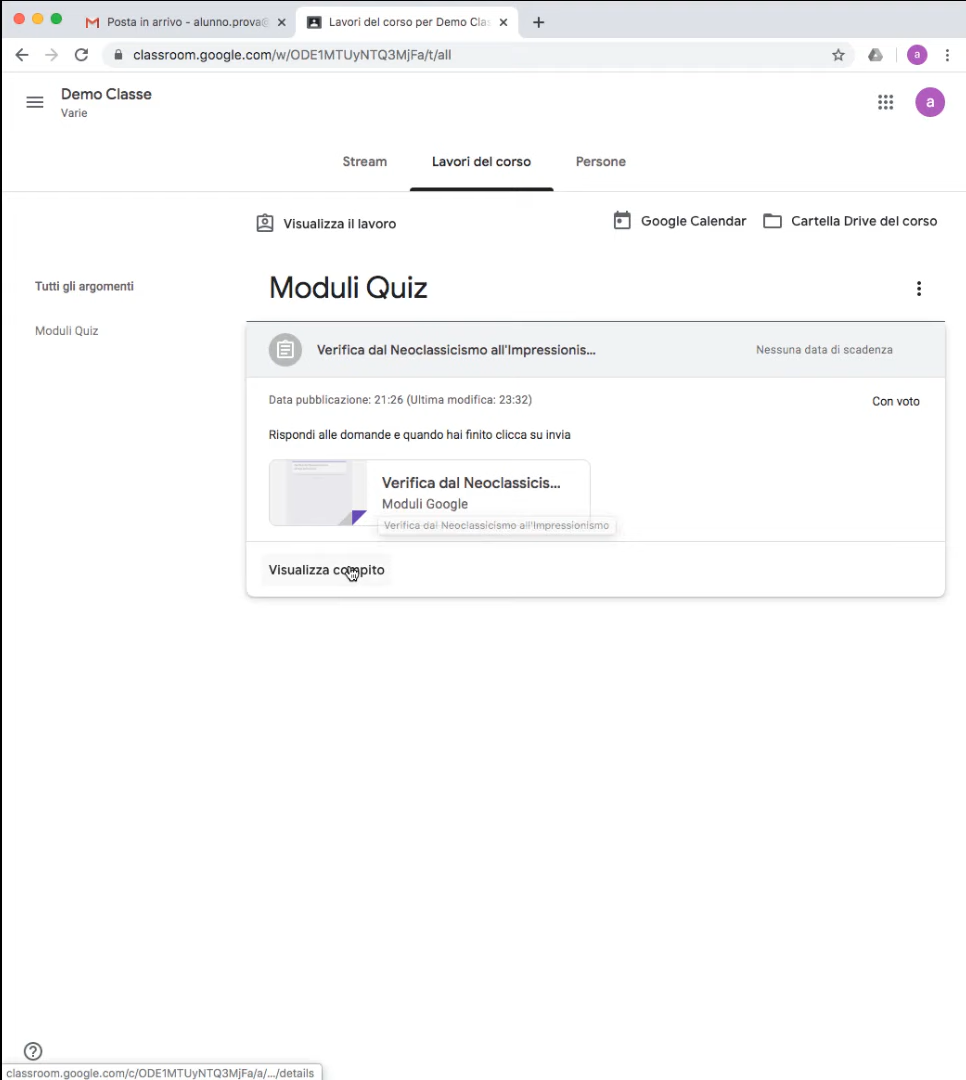 Posta in arrivo - alunno.prova@
Lavori del corso per Demo Clas
classroom.google.com/w/ODE1MTUyNTQ3MjFa/t/all
a
Demo Classe
Varie
a
Stream
Lavori del corso
Persone
Visualizza il lavoro
Google Calendar
Cartella Drive del corso
Tutti gli argomenti
Moduli Quiz
Moduli Quiz
Verifica dal Neoclassicismo all'Impressionis...
Nessuna data di scadenza
Data pubblicazione: 21:26 (Ultima modifica: 23:32)
Con voto
Rispondi alle domande e quando hai finito clicca su invia
Verifica dal Neoclassicis...
Moduli Google
Verifica dal Neoclassicismo all'Impressionismo
Visualizza compito
classroom.google.com/c/ODE1MTUyNTQ3MjFa/a/.../details